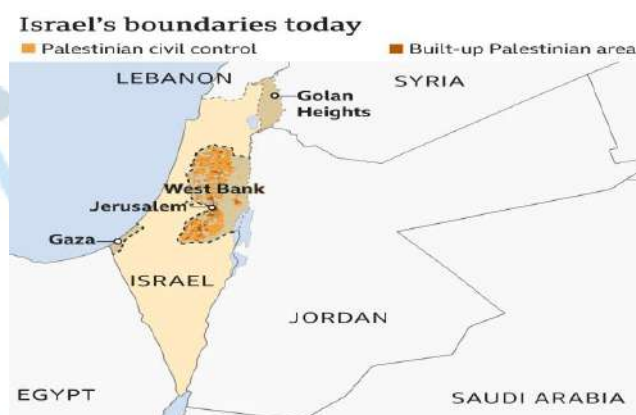 Israel's boundaries today
Palestinian civil control
Built-up Palestinian area
LEBANON
SYRIA
Golan
Heights
West Bank
Jerusalem
Gaza
ISRAEL
JORDAN
EGYPT
SAUDI ARABIA